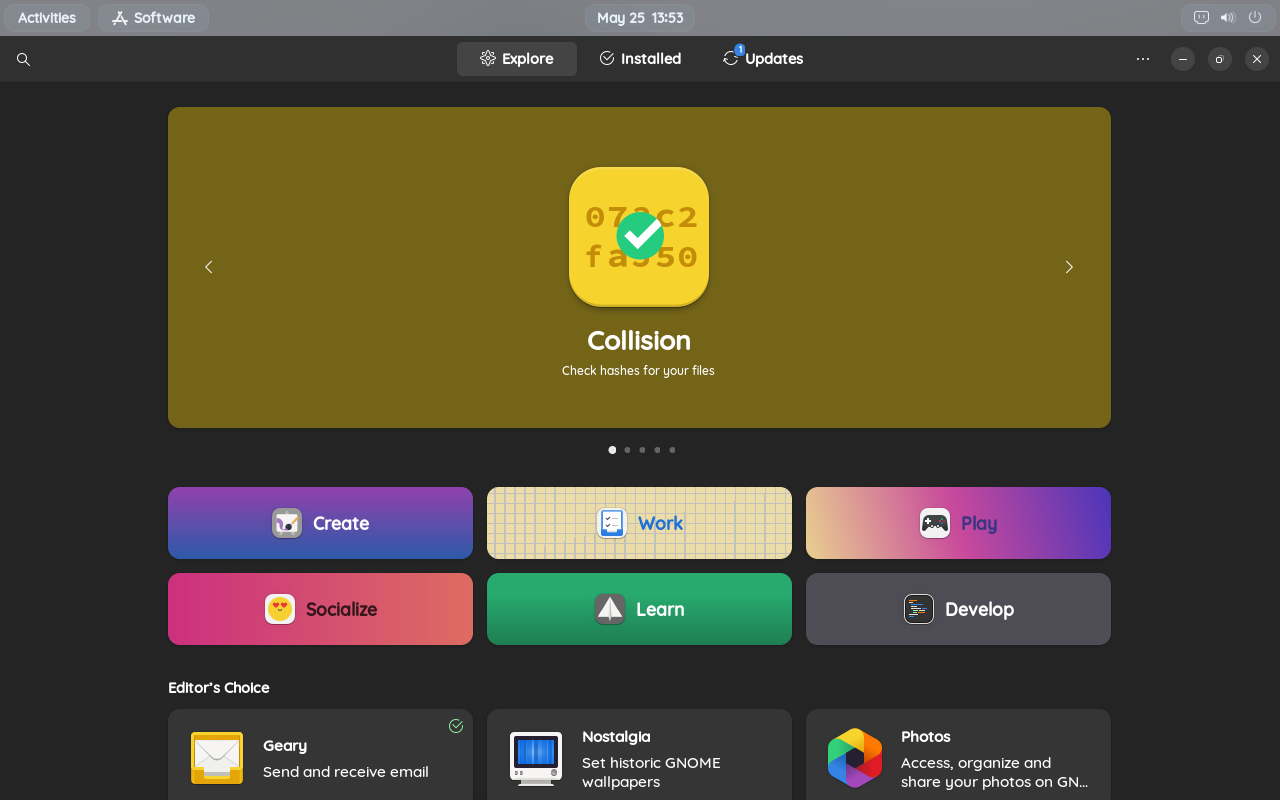 Activities
Software
May 25 13:53
Explore
Installed
1
Updates
Collision
Check hashes for your files
Create
Work
Play
Socialize
Learn
Develop
Editor's Choice
Geary
Send and receive email
Nostalgia
Set historic GNOME
wallpapers
Photos
Access, organize and
share your photos on GN...